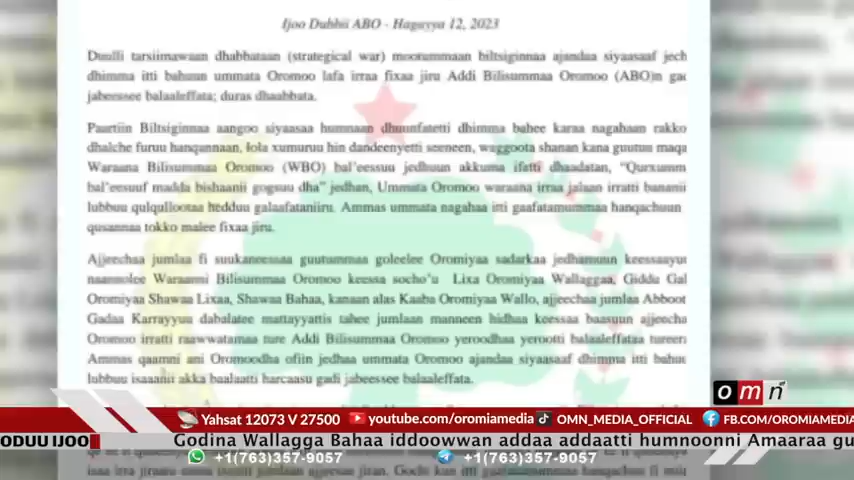 Ijoo Dubbii ABO - Hagayya 12, 2023
Duulli tarsiimawaan dhabbataan (strategical war) moorummaan biltsiginnaa ajandaa siyaasaaf jech
dhimma itti bahuun ummata Oromoo lafa irraa fixaa jiru Addi Bilisummaa Oromoo (ABO)n gad
jabeessee balaaleffata; duras dhaabbata.
Paartiin Biltsiginnaa aangoo siyaasaa humnaan dhuunfatetti dhimma bahee karaa nagahaan rakko
dhalche furuu hanqannaan, lola xumuruu hin dandeenyetti seeneen, waggoota shanan kana guutuu maqa
Waraana Bilisummaa Oromoo (WBO) bal'eessuu jedhuun akkuma ifatti dhaadatan, "Qurxumm
bal'eesuuf madda bishaanii gogsuu dha" jedhan, Ummata Oromoo waraana irraa jalaan irratti bananii
lubbuu qulqullootaa hedduu galaafataniiru. Ammas ummata nagahaa itti gaafatamummaa hanqachuun
qusannaa tokko malee fixaa jiru.
Ajjeechaa jumlaa fi suukaneessaa guutummaa goleelee Oromiyaa sadarkaa jedhamuun keessaayuu
naannolee Waraanni Bilisummaa Oromoo keessa socho'u Lixa Oromiyaa Wallaggaa, Giddu Gal
Oromiyaa Shawaa Lixaa, Shawaa Bahaa, kanaan alas Kaaba Oromiyaa Wallo, ajjeechaa jumlaa Abboot
Gadaa Karrayyuu dabalatee mattayyattis tahee jumlaan manneen hidhaa keessaa baasuun ajjeecha
Oromoo irratti raawwatamaa ture Addi Bilisummaa Oromoo yeroodhaa yerootti balaaleffataa tureera
Ammas qaamni ani Oromoodha ofiin jedhaa ummata Oromoo ajandaa siyaasaaf dhimma itti bahuu
lubbuu isaaanii akka baalaatti harcaasu gadi jabeessee balaaleffata.
omn
Yahsat 12073 V 27500 youtube.com/oromiamedia OMN_MEDIA_OFFICIAL FB.COM/OROMIAMEDIA
ODUU IJOO Godina Wallagga Bahaa iddoowwan addaa addaatti humnoonni Amaaraa gu
+1(763)357-9057 +1(763)357-9057